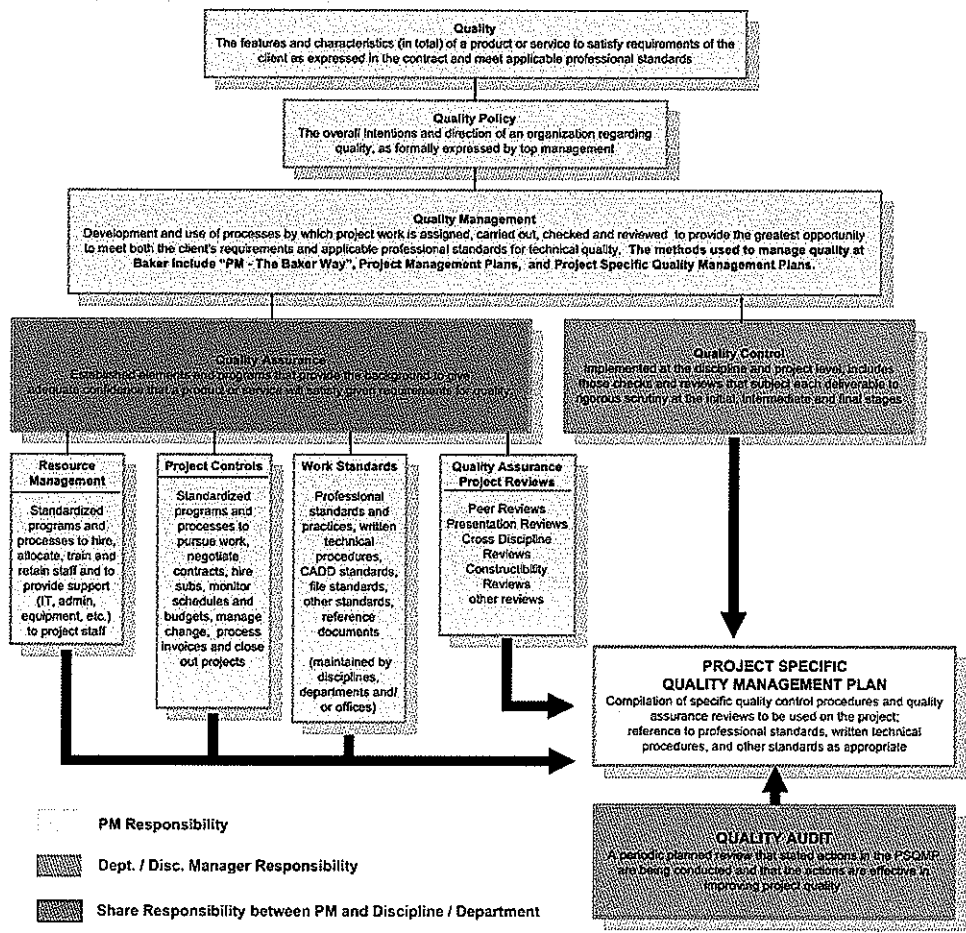 Quality
The features and characteristics (in total) of a product or service to satisfy requirements of the
client as expressed in the contract and meet applicable professional standards
Quality Policy
The overall intentions and direction of an organization regarding
quality, as formally expressed by top management
Quality Management
Development and use of processes by which project work is assigned, carried out, checked and reviewed to provide the greatest opportunity
to meet both the client's requirements and applicable professional standards for technical quality. The methods used to manage quality at
Baker include "PM - The Baker Way", Project Management Plans, and Project Specific Quality Management Plans.
Quality Assurance
Established elements and programs that provide the background to give
adequate confidence that a product or service will satisfy given requirements for quality.
Quality Control
Implemented at the discipline and project level, includes
those checks and reviews that subject each deliverable to
rigorous scrutiny at the initial, intermediate and final stages
Resource
Management
Standardized
programs and
processes to hire,
allocate, train and
retain staff and to
provide support
(IT, admin,
equipment, etc.)
to project staff
Project Controls
Standardized
programs and
processes to
pursue work,
negotiate
contracts, hire
subs, monitor
schedules and
budgets, manage
change, process
invoices and close
out projects
Work Standards
Professional
standards and
practices, written
technical
procedures,
CADD standards,
file standards,
other standards,
reference
documents
(maintained by
disciplines,
departments and/
or offices)
Quality Assurance
Project Reviews
Peer Reviews
Presentation Reviews
Cross Discipline
Reviews
Constructibility
Reviews
other reviews
PROJECT SPECIFIC
QUALITY MANAGEMENT PLAN
Compilation of specific quality control procedures and quality
assurance reviews to be used on the project;
reference to professional standards, written technical
procedures, and other standards as appropriate
QUALITY AUDIT
A periodic planned review that stated actions in the PSQMP
are being conducted and that the actions are effective in
improving project quality
PM Responsibility
Dept. / Disc. Manager Responsibility
Share Responsibility between PM and Discipline / Department